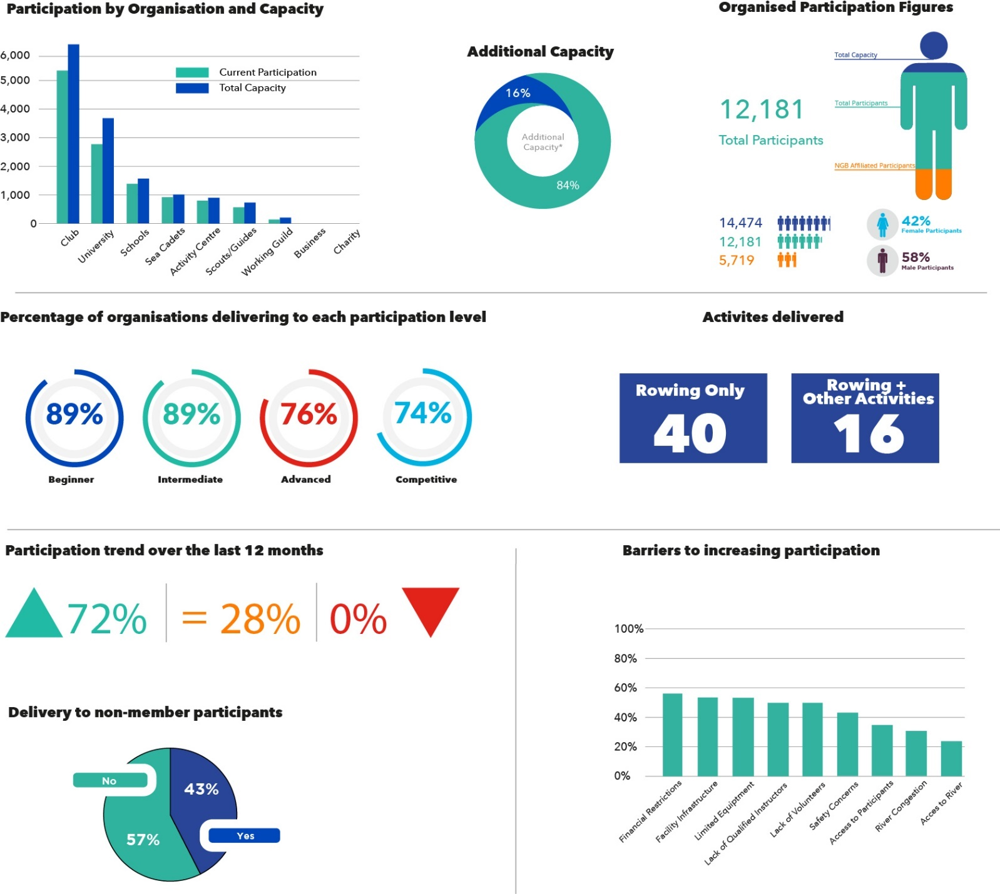 Participation by Organisation and Capacity
6,000
5,000
4,000
3,000
2,000
1,000
0
Current Participation
Total Capacity
Club
University
Schools
Sea Cadets
Activity Centre
Scouts/Guides
Working Guild
Business
Charity
Additional Capacity
16%
Additional
Capacity*
84%
Organised Participation Figures
Total Capacity
Total Participants
NGB Affiliated Participants
12,181
Total Participants
14,474
12,181
5,719
42%
Female Participants
58%
Male Participants
Percentage of organisations delivering to each participation level
89%
Beginner
89%
Intermediate
76%
Advanced
74%
Competitive
Activites delivered
Rowing Only
40
Rowing +
Other Activities
16
Participation trend over the last 12 months
72%
= 28%
0%
Delivery to non-member participants
No
43%
57%
Yes
Barriers to increasing participation
100%
80%
60%
40%
20%
0%
Financial Restrictions
Facility Infrastructure
Limited Equiptment
Lack of Qualified Instructors
Lack of Volunteers
Safety Concerns
Access to Participants
River Congestion
Acces to River